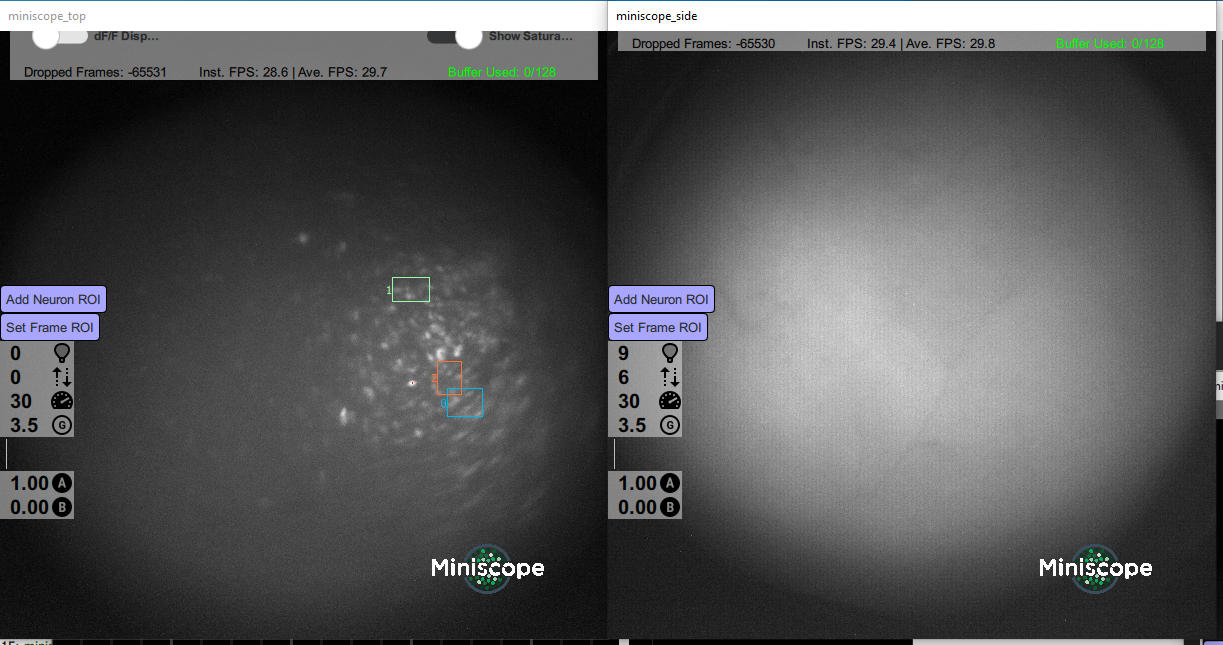 miniscope_top
dF/F Disp...
Show Satura...
Dropped Frames: -65531
Inst. FPS: 28.6 | Ave. FPS: 29.7
Buffer Used: 0/128
1
Add Neuron ROI
Set Frame ROI
0
0
30
3.5
G
2
0
1.00 A
0.00 B
Miniscope
miniscope_side
Dropped Frames: -65530
Inst. FPS: 29.4 | Ave. FPS: 29.8
Buffer Used: 0/128
Add Neuron ROI
Set Frame ROI
9
6
30
3.5
G
1.00 A
0.00 B
Miniscope